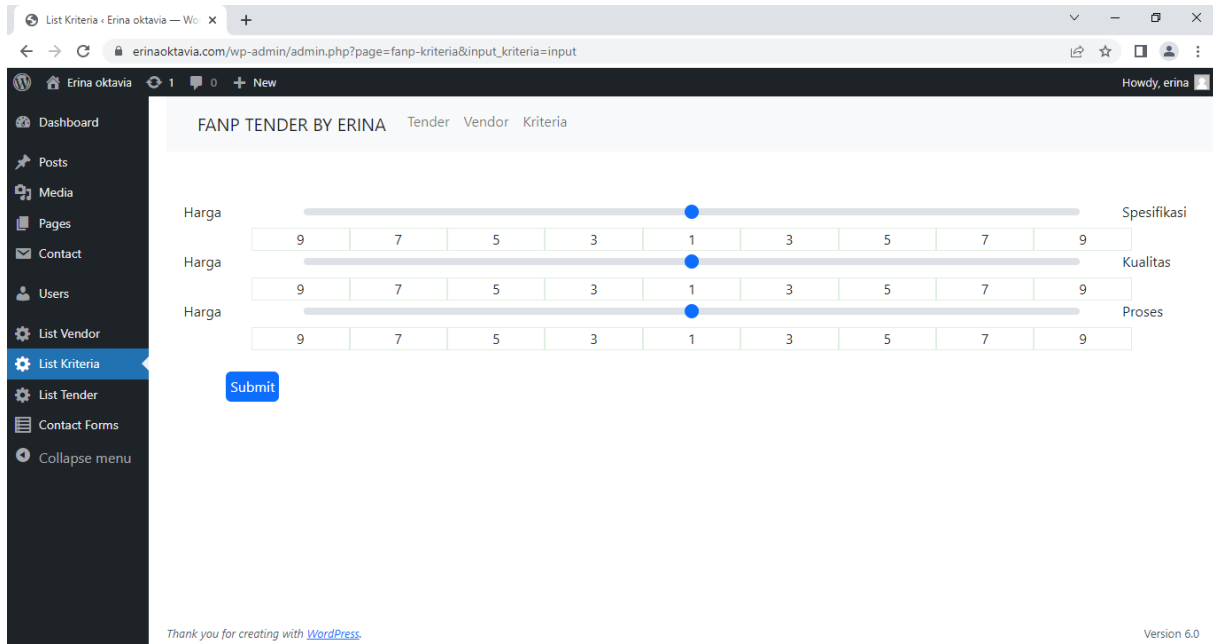 List Kriteria ‹ Erina oktavia — Wo
erinaoktavia.com/wp-admin/admin.php?page=fanp-kriteria&input_kriteria=input
Erina oktavia 1 0 New Howdy, erina
Dashboard
Posts
Media
Pages
Contact
Users
List Vendor
List Kriteria
List Tender
Contact Forms
Collapse menu
FANP TENDER BY ERINA Tender Vendor Kriteria
Harga Spesifikasi
9 7 5 3 1 3 5 7 9
Harga Kualitas
9 7 5 3 1 3 5 7 9
Harga Proses
9 7 5 3 1 3 5 7 9
Submit
Thank you for creating with WordPress. Version 6.0